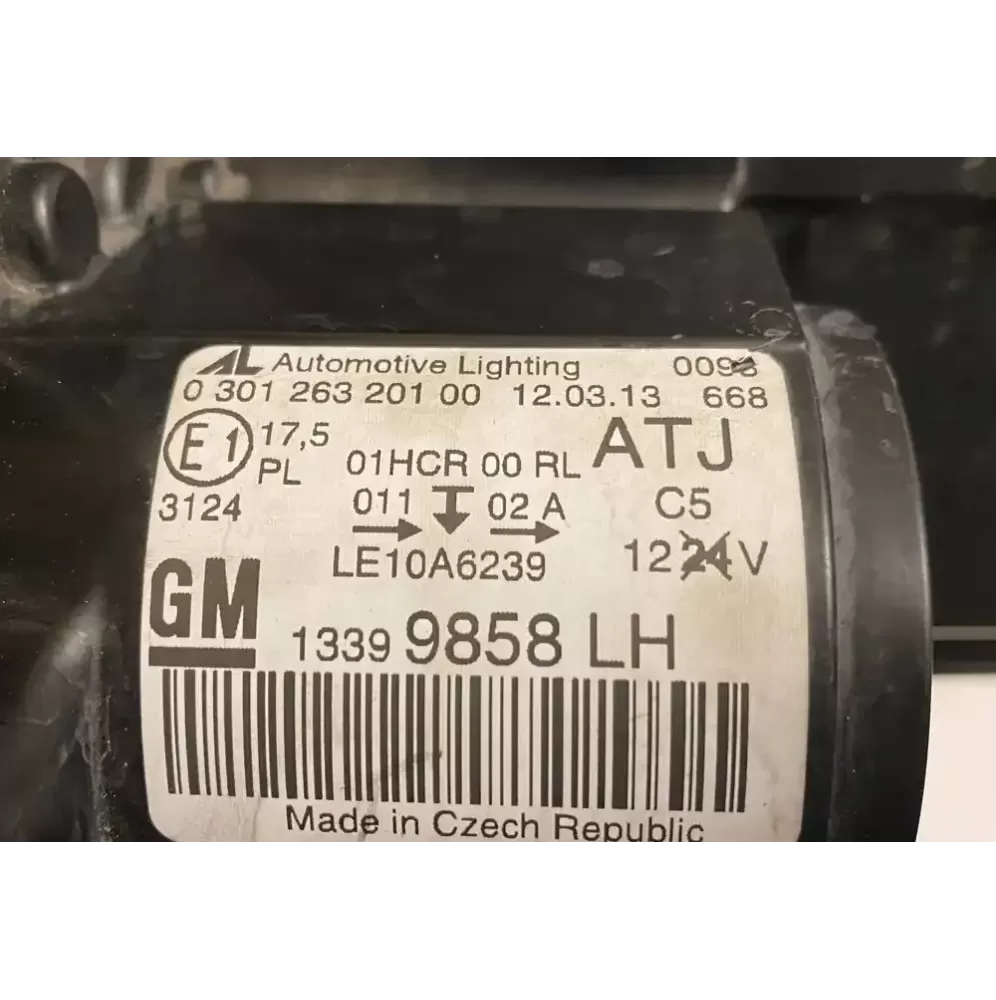 AL Automotive Lighting 0093
0 301 263 201 00 12.03.13 668
E1 17,5 PL 01HCR 00 RL ATJ
3124 011 02 A C5
LE10A6239 12 24 V
GM 1339 9858 LH
Made in Czech Republic